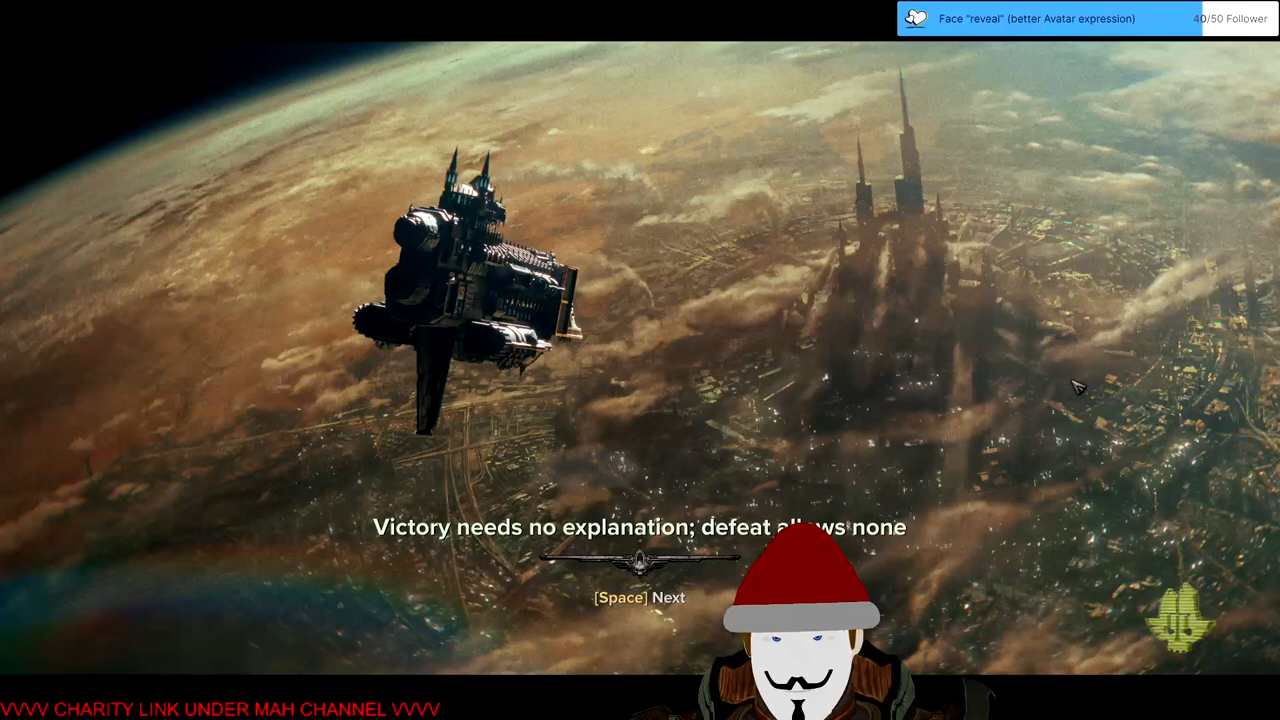 Face "reveal" (better Avatar expression) 40/50 Follower
Victory needs no explanation; defeat allows none
[Space] Next
VVVV CHARITY LINK UNDER MAH CHANNEL VVVV